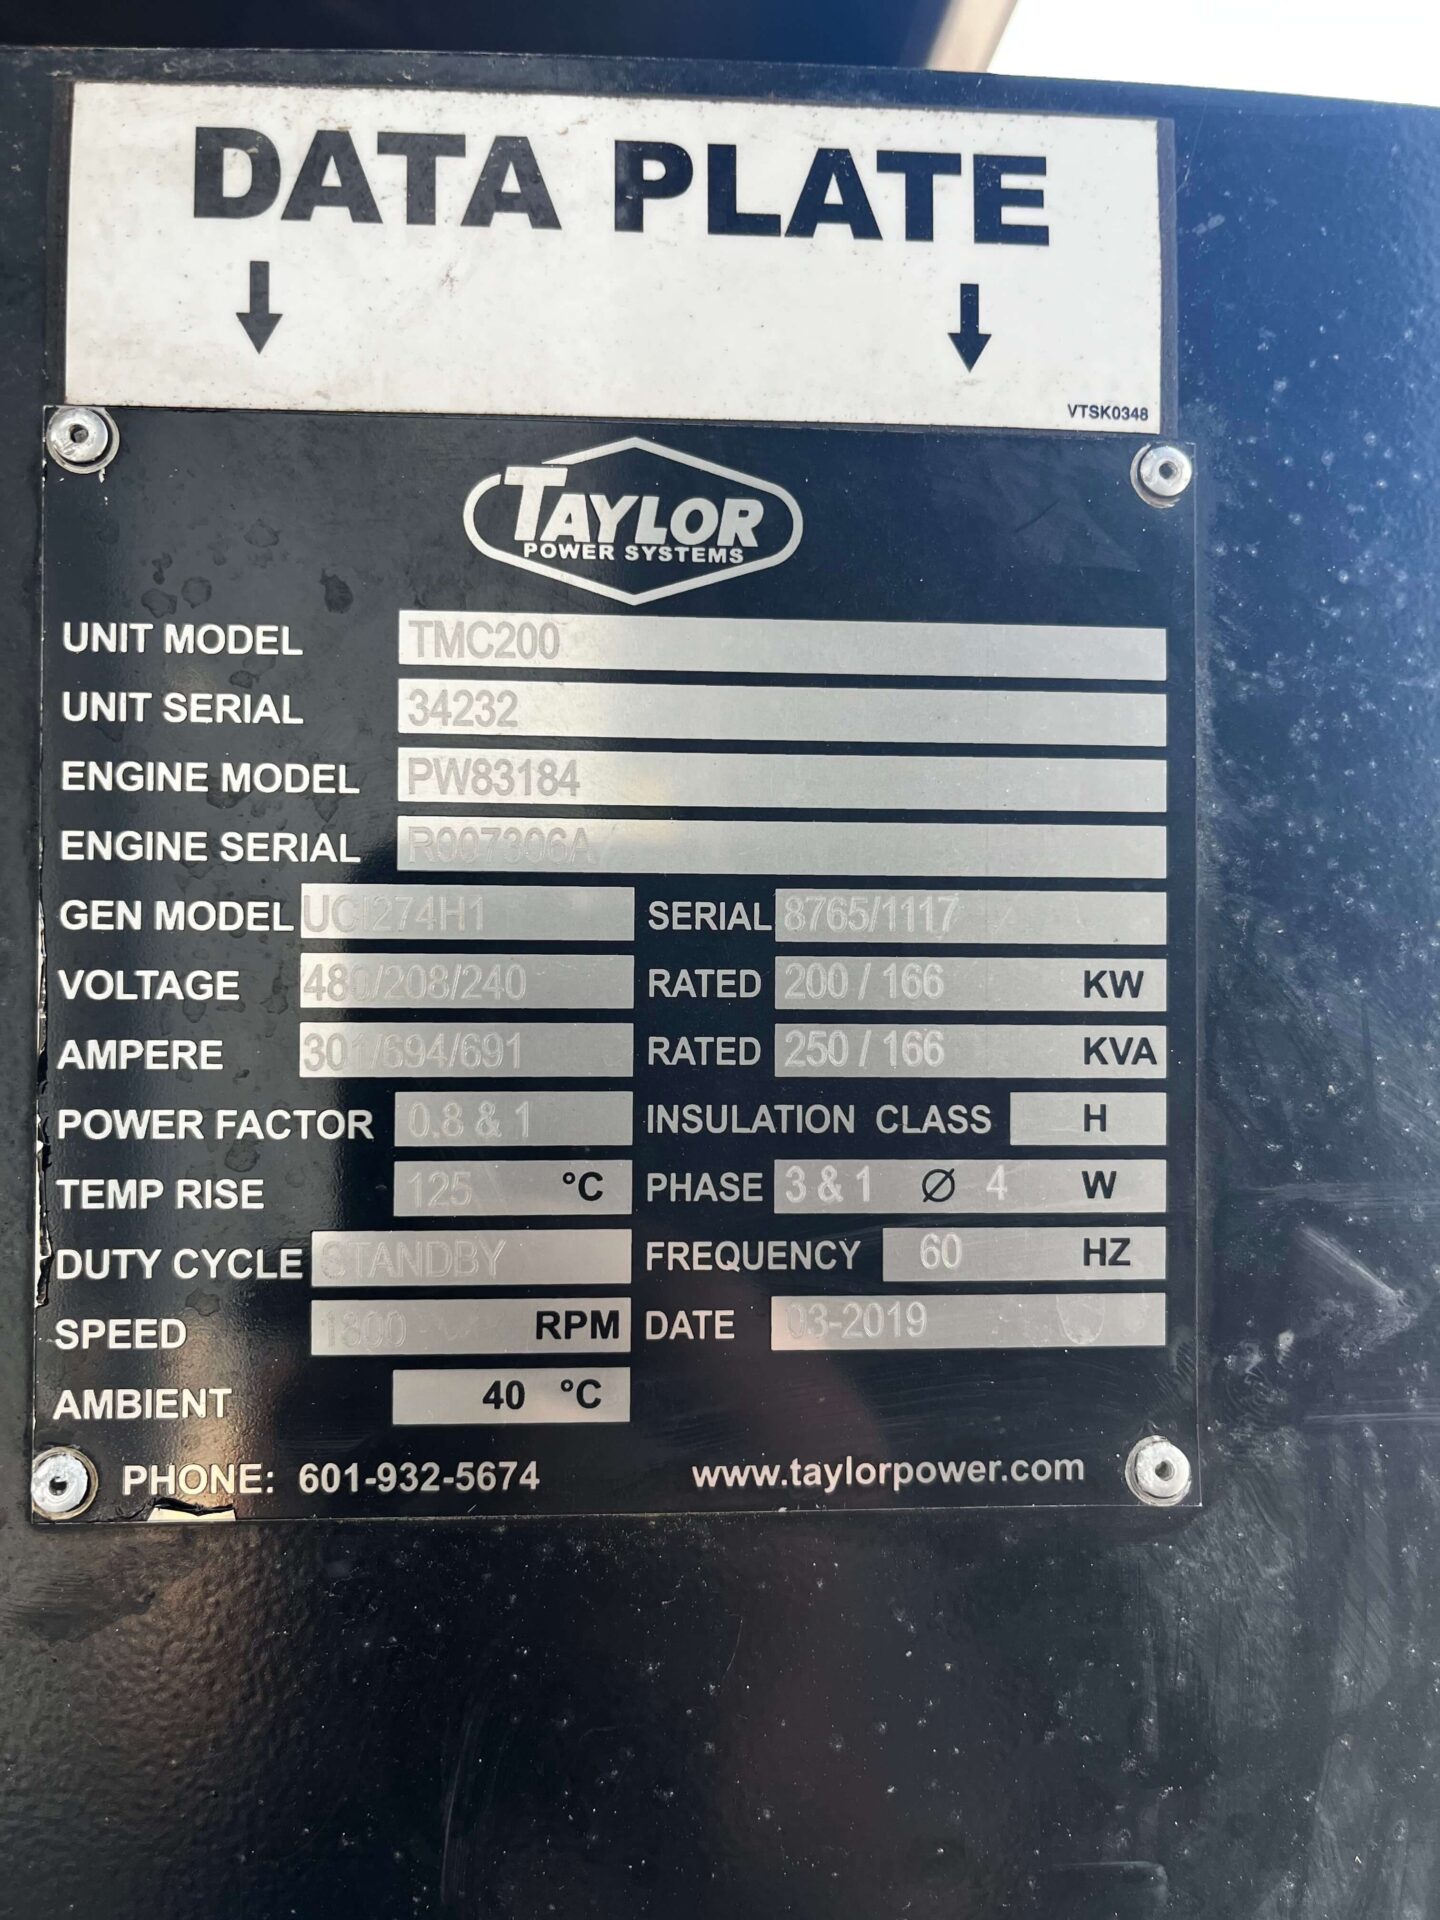 DATA PLATE
VTSK0348
TAYLOR
POWER SYSTEMS
UNIT MODEL TMC200
UNIT SERIAL 34232
ENGINE MODEL PW83184
ENGINE SERIAL R007306A
GEN MODEL UCI274H1 SERIAL 8765/1117
VOLTAGE 480/208/240 RATED 200 / 166 KW
AMPERE 301/694/691 RATED 250 / 166 KVA
POWER FACTOR 0.8 & 1 INSULATION CLASS H
TEMP RISE 125 °C PHASE 3 & 1 Ø 4 W
DUTY CYCLE STANDBY FREQUENCY 60 HZ
SPEED 1800 RPM DATE 03-2019
AMBIENT 40 °C
PHONE: 601-932-5674 www.taylorpower.com